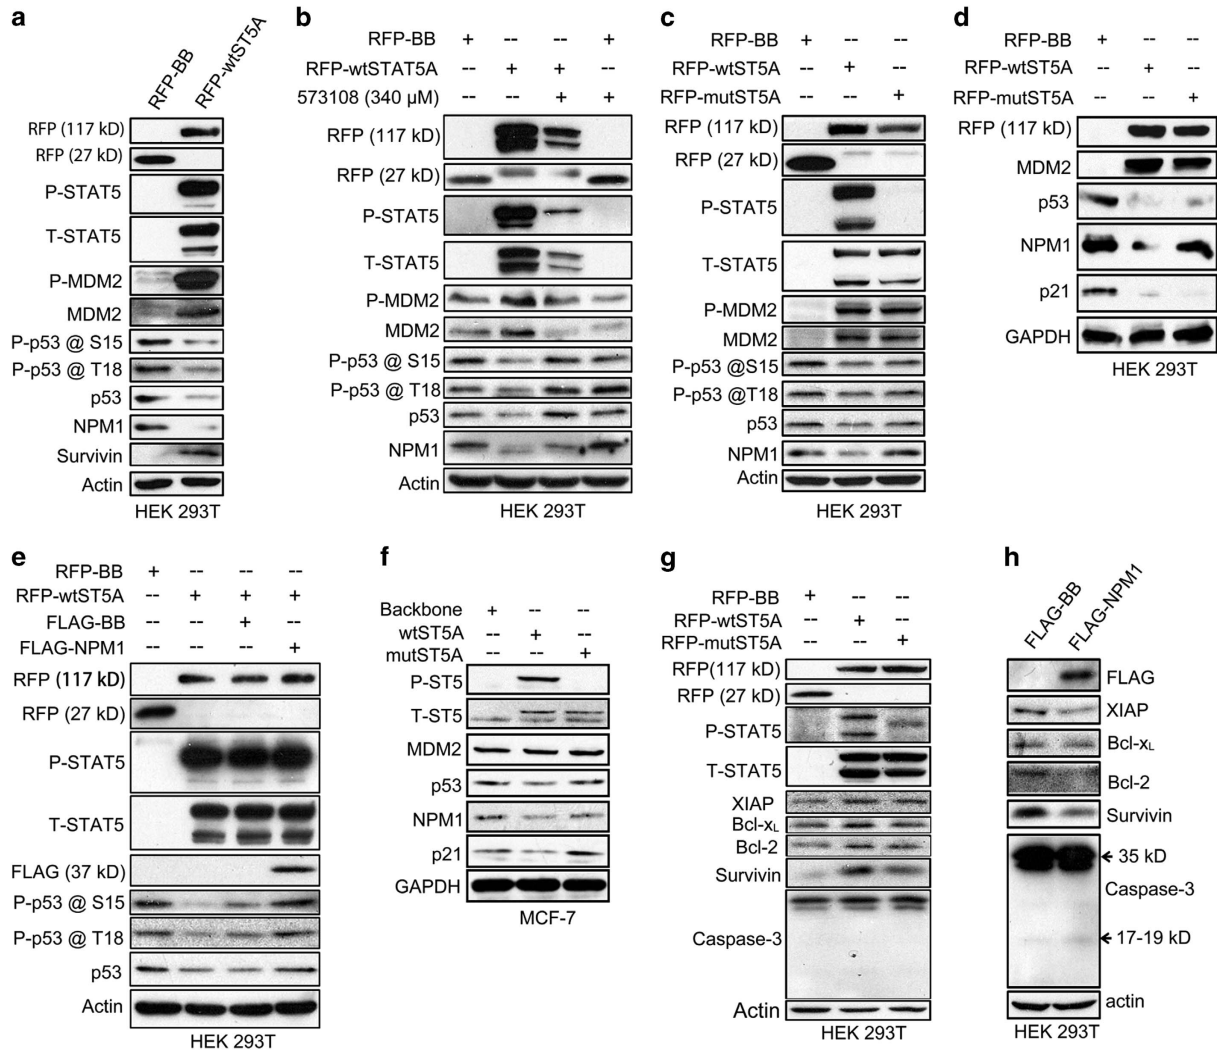 a
RFP-BB
RFP-wtST5A
RFP (117 kD)
RFP (27 kD)
P-STAT5
T-STAT5
P-MDM2
MDM2
P-p53 @ S15
P-p53 @ T18
p53
NPM1
Survivin
Actin
HEK 293T
b
RFP-BB + -- -- +
RFP-wtSTAT5A -- + + --
573108 (340 µM) -- -- + +
RFP (117 kD)
RFP (27 kD)
P-STAT5
T-STAT5
P-MDM2
MDM2
P-p53 @ S15
P-p53 @ T18
p53
NPM1
Actin
HEK 293T
c
RFP-BB + -- --
RFP-wtST5A -- + --
RFP-mutST5A -- -- +
RFP (117 kD)
RFP (27 kD)
P-STAT5
T-STAT5
P-MDM2
MDM2
P-p53 @S15
P-p53 @T18
p53
NPM1
Actin
HEK 293T
d
RFP-BB + -- --
RFP-wtST5A -- + --
RFP-mutST5A -- -- +
RFP (117 kD)
MDM2
p53
NPM1
p21
GAPDH
HEK 293T
e
RFP-BB + -- -- --
RFP-wtST5A -- + + +
FLAG-BB -- -- + --
FLAG-NPM1 -- -- -- +
RFP (117 kD)
RFP (27 kD)
P-STAT5
T-STAT5
FLAG (37 kD)
P-p53 @ S15
P-p53 @ T18
p53
Actin
HEK 293T
f
Backbone + -- --
wtST5A -- + --
mutST5A -- -- +
P-ST5
T-ST5
MDM2
p53
NPM1
p21
GAPDH
MCF-7
g
RFP-BB + -- --
RFP-wtST5A -- + --
RFP-mutST5A -- -- +
RFP(117 kD)
RFP (27 kD)
P-STAT5
T-STAT5
XIAP
Bcl-xL
Bcl-2
Survivin
Caspase-3
Actin
HEK 293T
h
FLAG-BB
FLAG-NPM1
FLAG
XIAP
Bcl-xL
Bcl-2
Survivin
35 kD
Caspase-3
17-19 kD
actin
HEK 293T